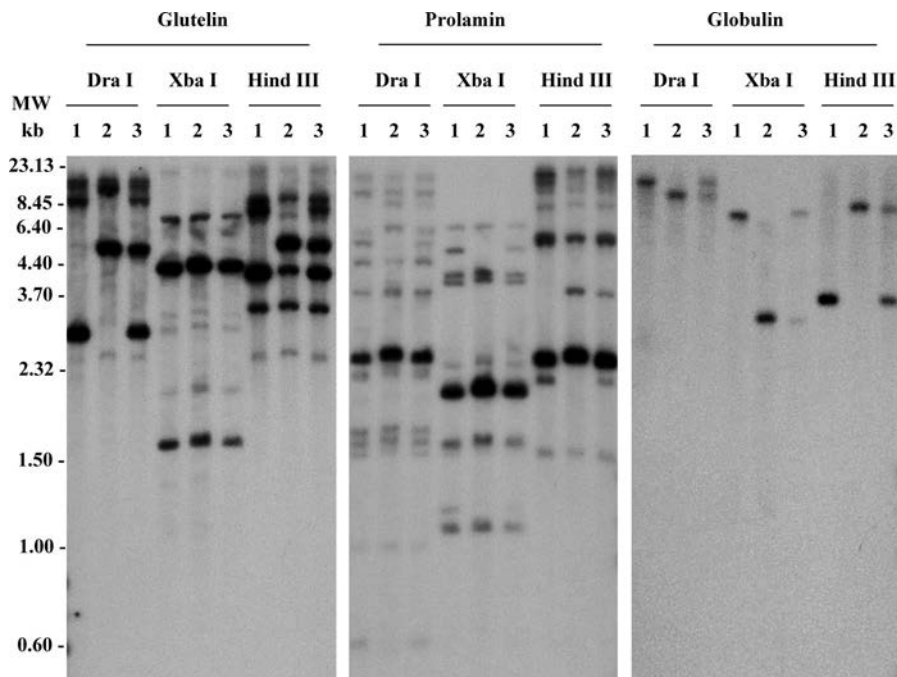 Glutelin Prolamin Globulin
Dra I Xba I Hind III Dra I Xba I Hind III Dra I Xba I Hind III
MW
kb 1 2 3 1 2 3 1 2 3 1 2 3 1 2 3 1 2 3 1 2 3 1 2 3 1 2 3
23.13 -
8.45 -
6.40 -
4.40 -
3.70 -
2.32 -
1.50 -
1.00 -
0.60 -